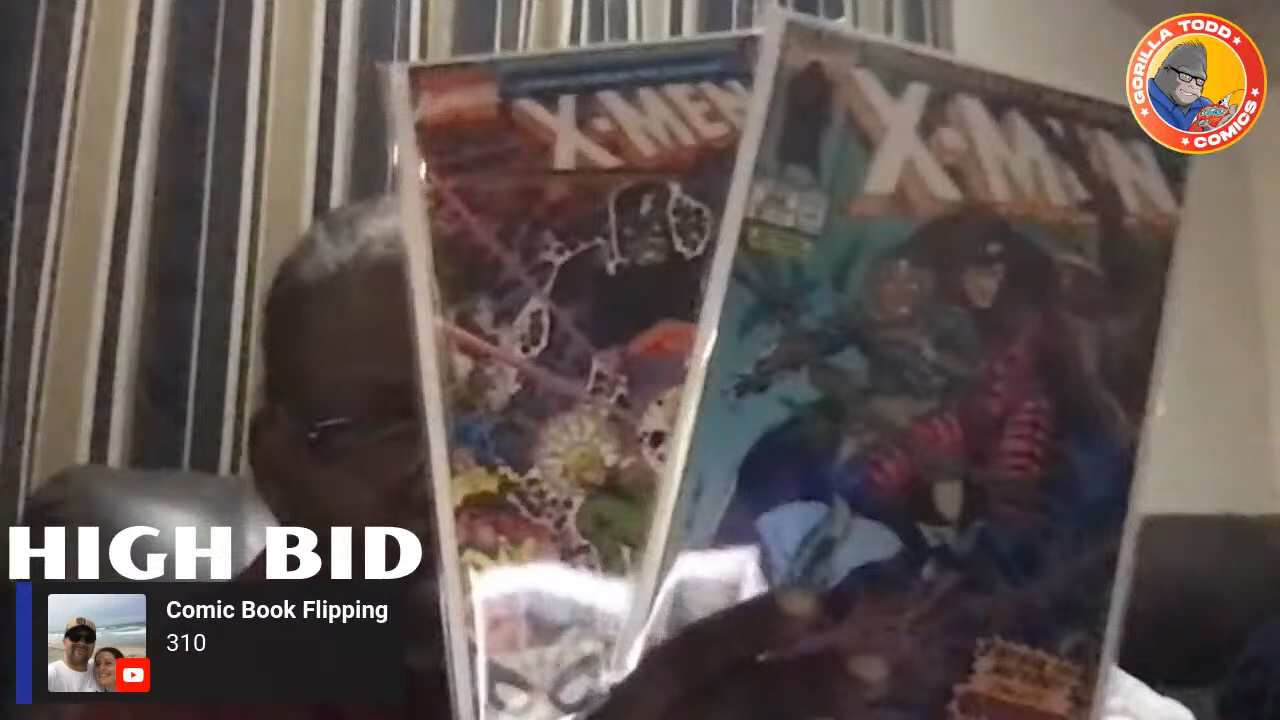 GORILLA TODD
COMICS
X-MEN
X-MEN
HIGH BID
Comic Book Flipping
310